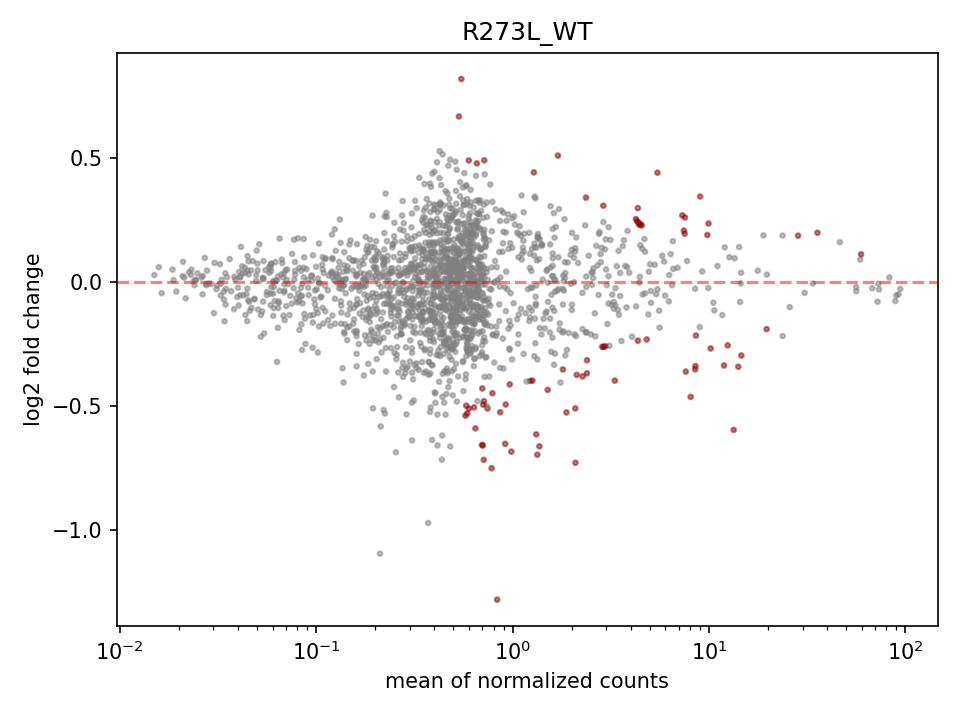 R273L_WT
log2 fold change
0.5
0.0
−0.5
−1.0
10⁻² 10⁻¹ 10⁰ 10¹ 10²
mean of normalized counts